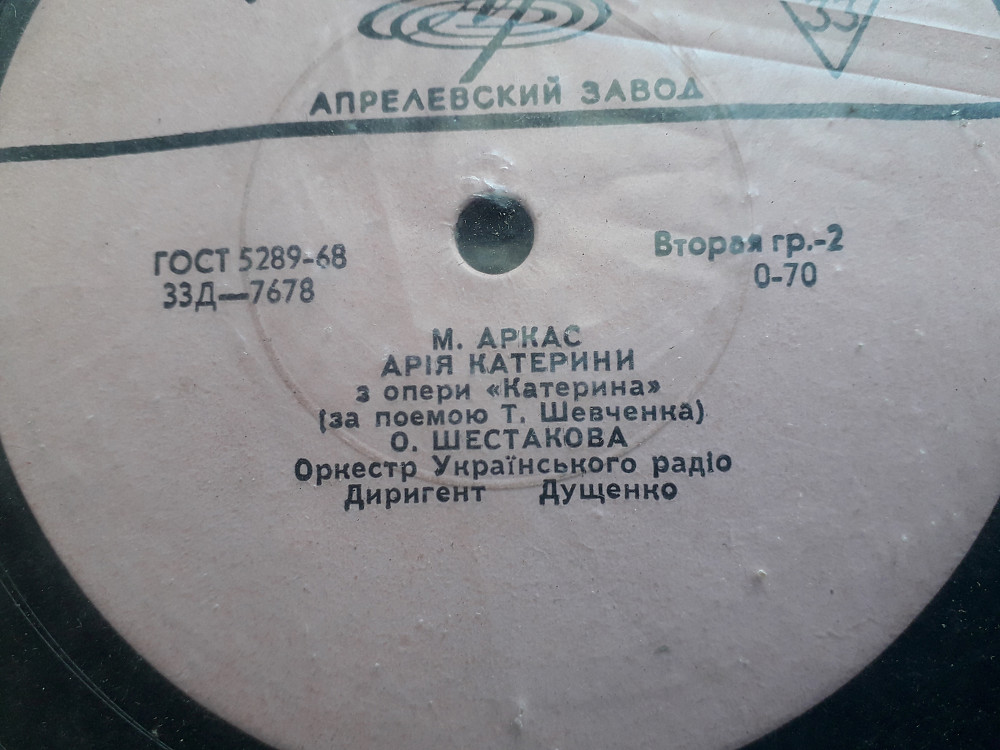 33
АПРЕЛЕВСКИЙ ЗАВОД
ГОСТ 5289-68
33Д—7678
Вторая гр.-2
0-70
М. АРКАС
АРІЯ КАТЕРИНИ
з опери «Катерина»
(за поемою Т. Шевченка)
О. ШЕСТАКОВА
Оркестр Українського радіо
Диригент Дущенко